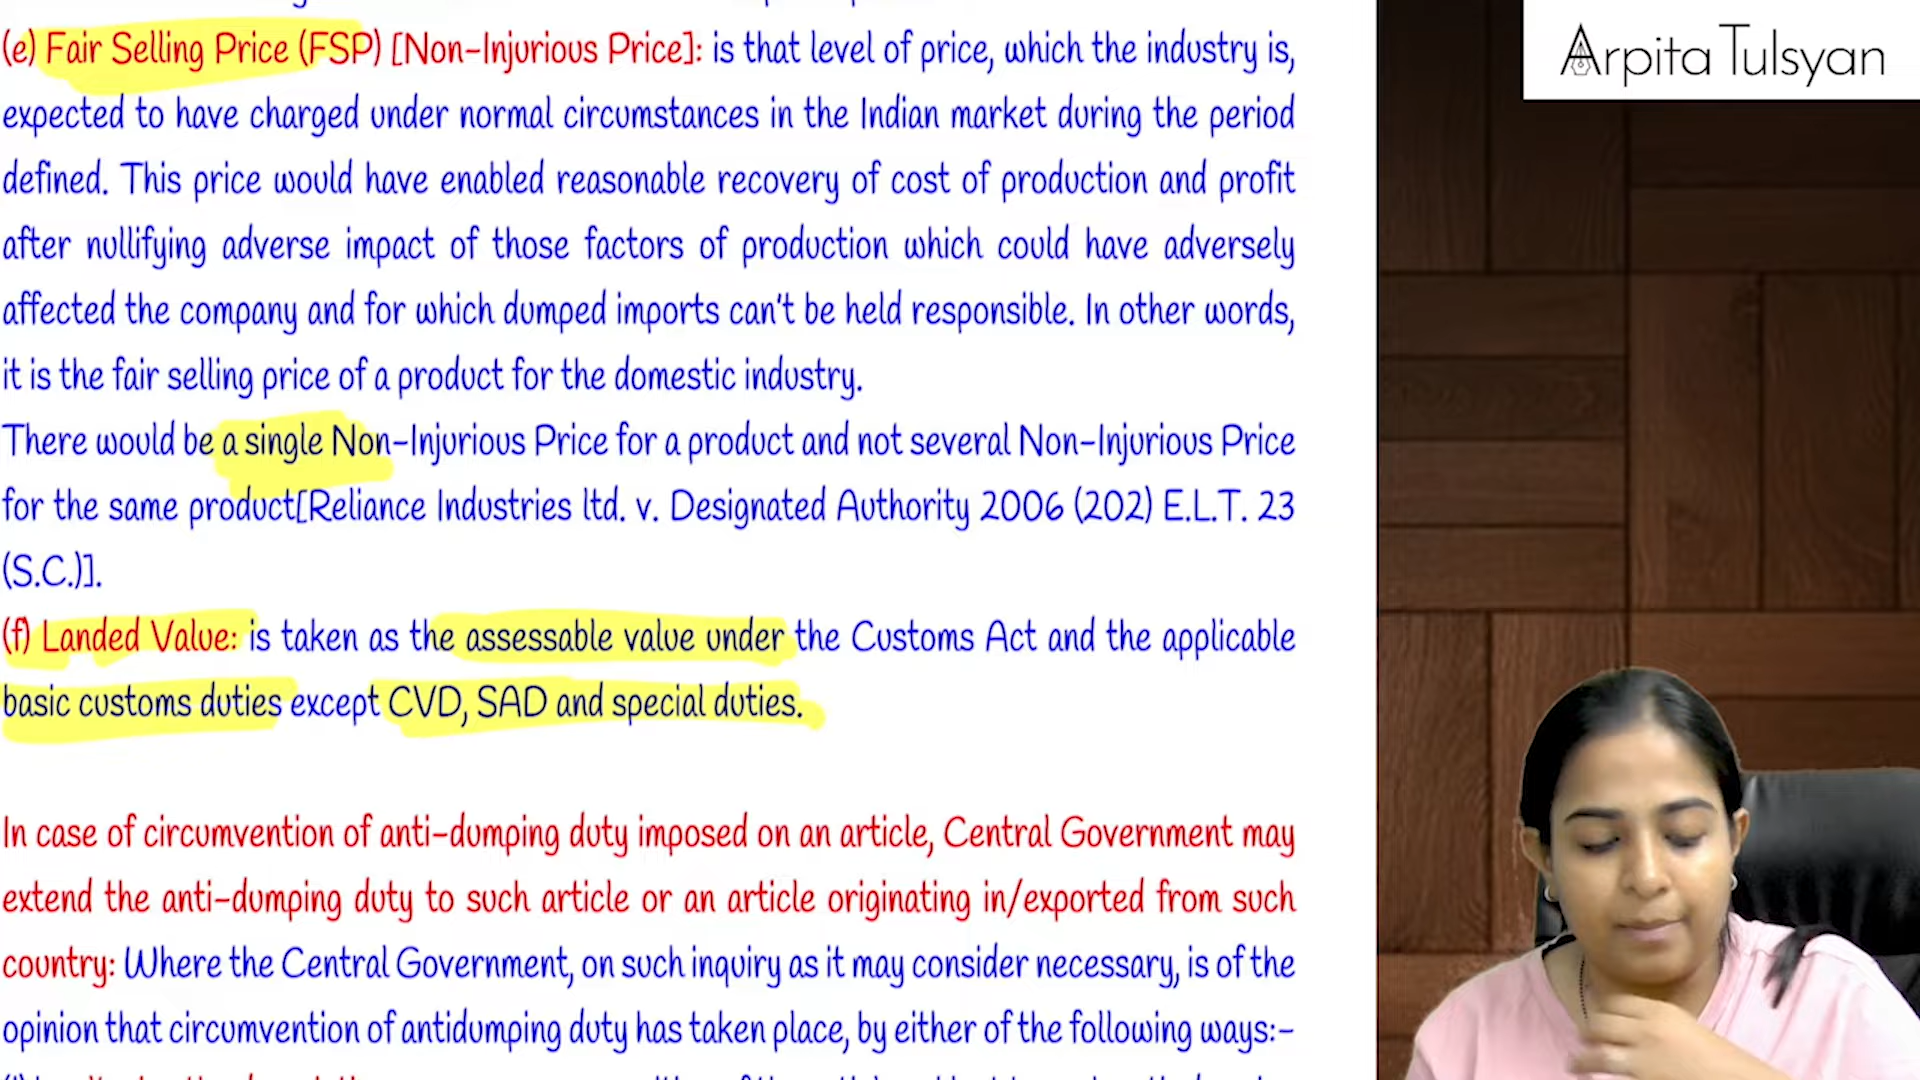 (e) Fair Selling Price (FSP) [Non-Injurious Price]: is that level of price, which the industry is,
expected to have charged under normal circumstances in the Indian market during the period
defined. This price would have enabled reasonable recovery of cost of production and profit
after nullifying adverse impact of those factors of production which could have adversely
affected the company and for which dumped imports can't be held responsible. In other words,
it is the fair selling price of a product for the domestic industry.
There would be a single Non-Injurious Price for a product and not several Non-Injurious Price
for the same product[Reliance Industries ltd. v. Designated Authority 2006 (202) E.L.T. 23
(S.C.)].
(f) Landed Value: is taken as the assessable value under the Customs Act and the applicable
basic customs duties except CVD, SAD and special duties.
In case of circumvention of anti-dumping duty imposed on an article, Central Government may
extend the anti-dumping duty to such article or an article originating in/exported from such
country: Where the Central Government, on such inquiry as it may consider necessary, is of the
opinion that circumvention of antidumping duty has taken place, by either of the following ways:-
Arpita Tulsyan